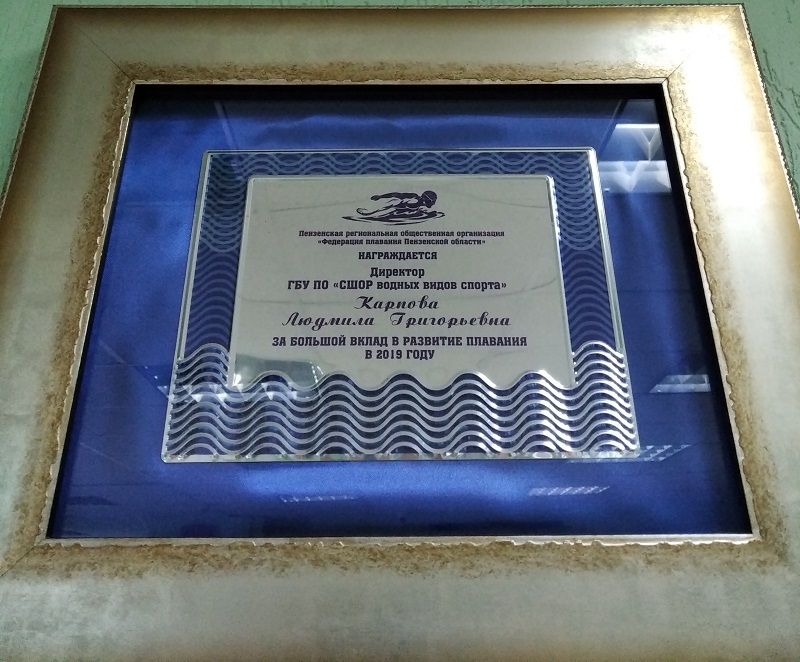 Пензенская региональная общественная организация
«Федерация плавания Пензенской области»
НАГРАЖДАЕТСЯ
Директор
ГБУ ПО «СШОР водных видов спорта»
Карпова
Людмила Григорьевна
ЗА БОЛЬШОЙ ВКЛАД В РАЗВИТИЕ ПЛАВАНИЯ
В 2019 ГОДУ